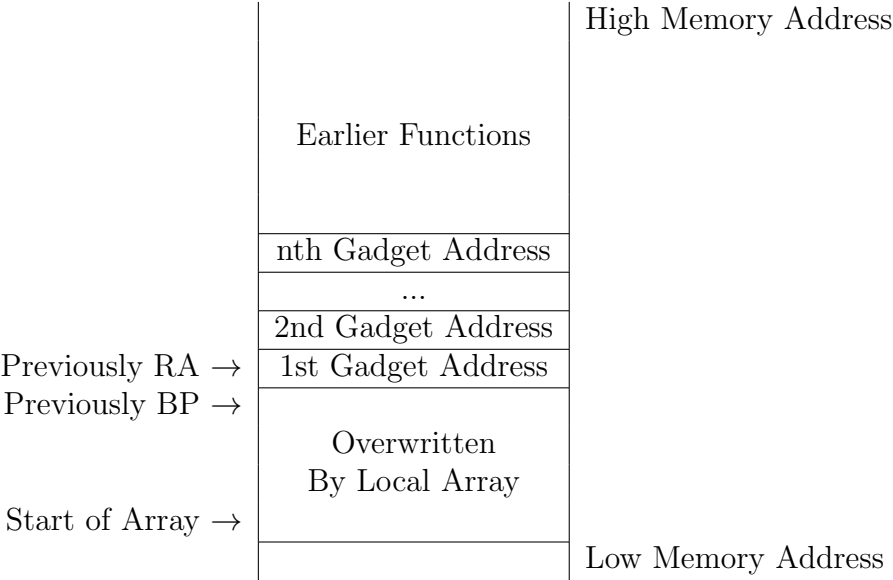 High Memory Address
Earlier Functions
nth Gadget Address
...
2nd Gadget Address
Previously RA → 1st Gadget Address
Previously BP →
Overwritten
By Local Array
Start of Array →
Low Memory Address